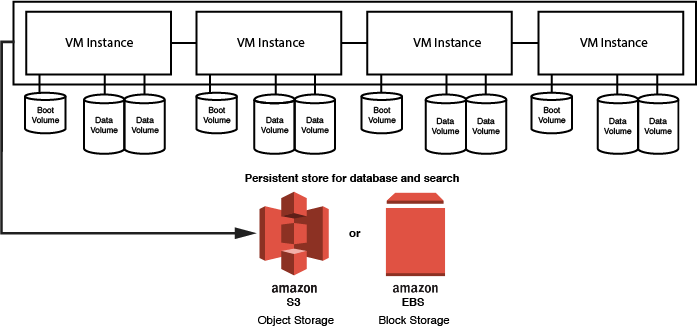 VM Instance
VM Instance
VM Instance
VM Instance
Boot
Volume
Data
Volume
Data
Volume
Boot
Volume
Data
Volume
Data
Volume
Boot
Volume
Data
Volume
Data
Volume
Boot
Volume
Data
Volume
Data
Volume
Persistent store for database and search
or
amazon
S3
Object Storage
amazon
EBS
Block Storage